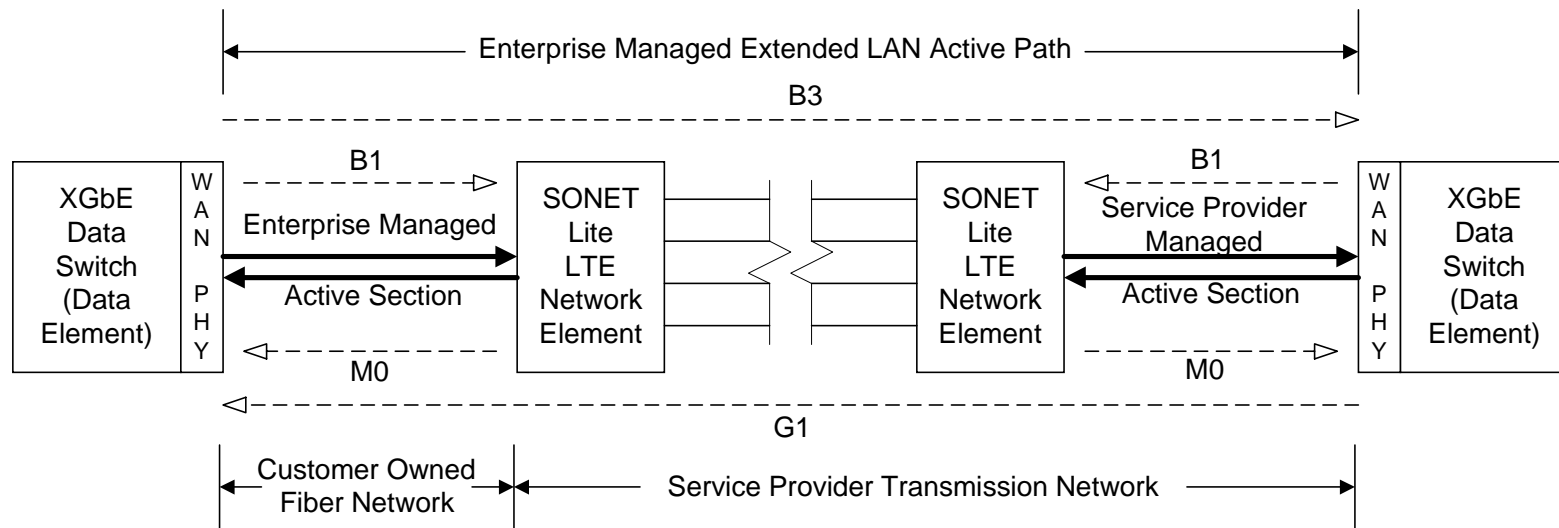 Enterprise Managed Extended LAN Active Path
B3
XGbE
Data
Switch
(Data
Element)
W
A
N
P
H
Y
B1
Enterprise Managed
Active Section
M0
SONET
Lite
LTE
Network
Element
SONET
Lite
LTE
Network
Element
B1
Service Provider
Managed
Active Section
M0
W
A
N
P
H
Y
XGbE
Data
Switch
(Data
Element)
G1
Customer Owned
Fiber Network
Service Provider Transmission Network